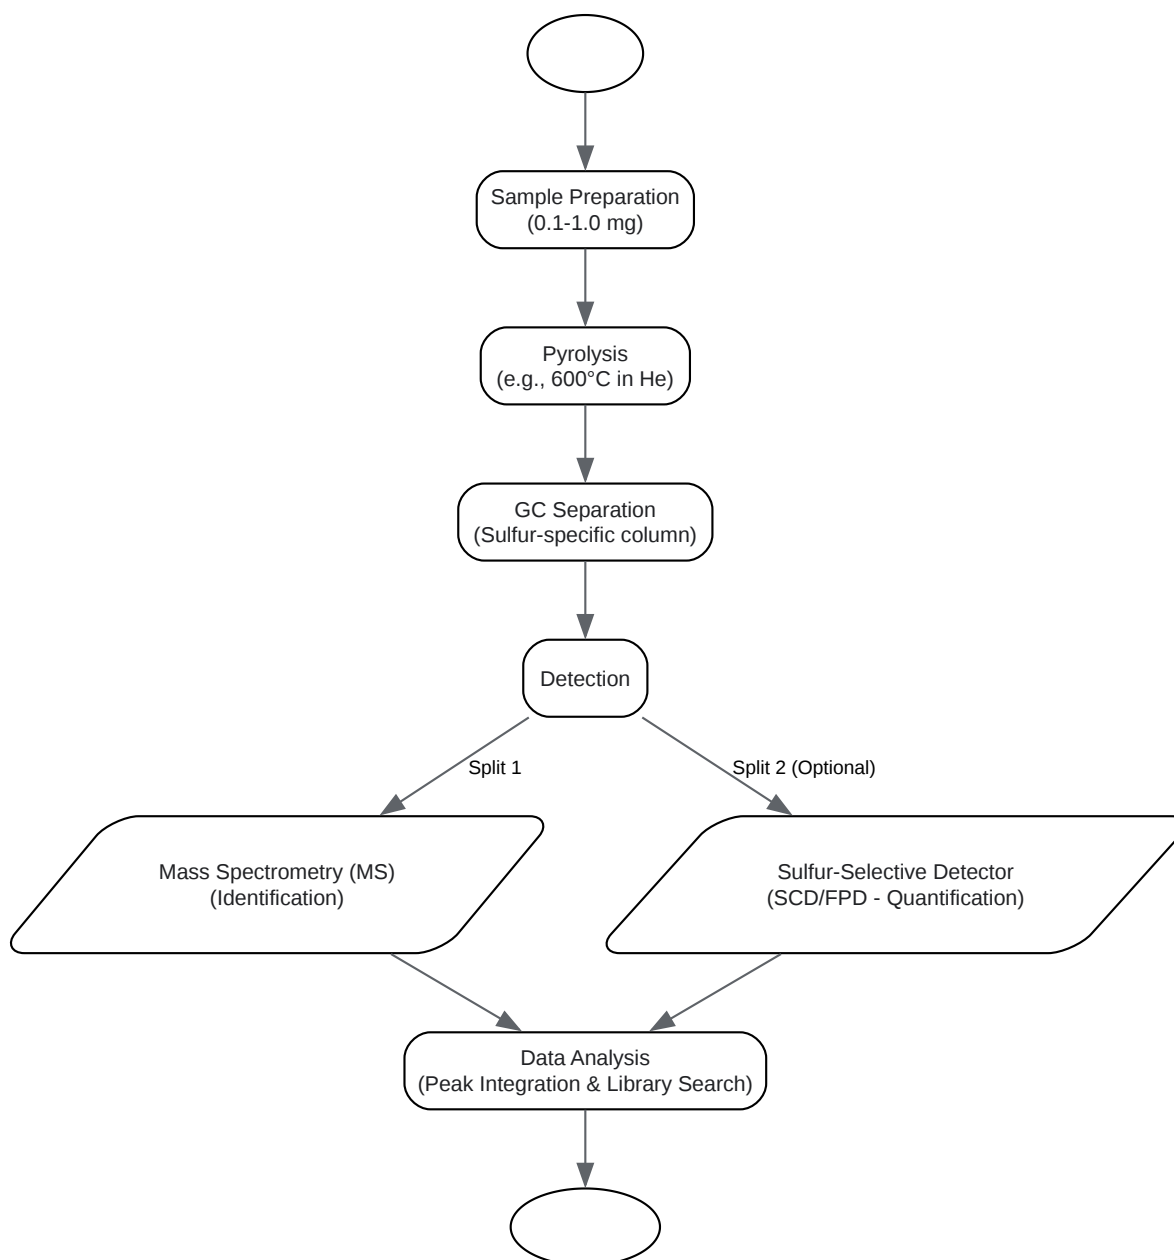 Sample Preparation
(0.1-1.0 mg)
Pyrolysis
(e.g., 600°C in He)
GC Separation
(Sulfur-specific column)
Detection
Split 1
Split 2 (Optional)
Mass Spectrometry (MS)
(Identification)
Sulfur-Selective Detector
(SCD/FPD - Quantification)
Data Analysis
(Peak Integration & Library Search)